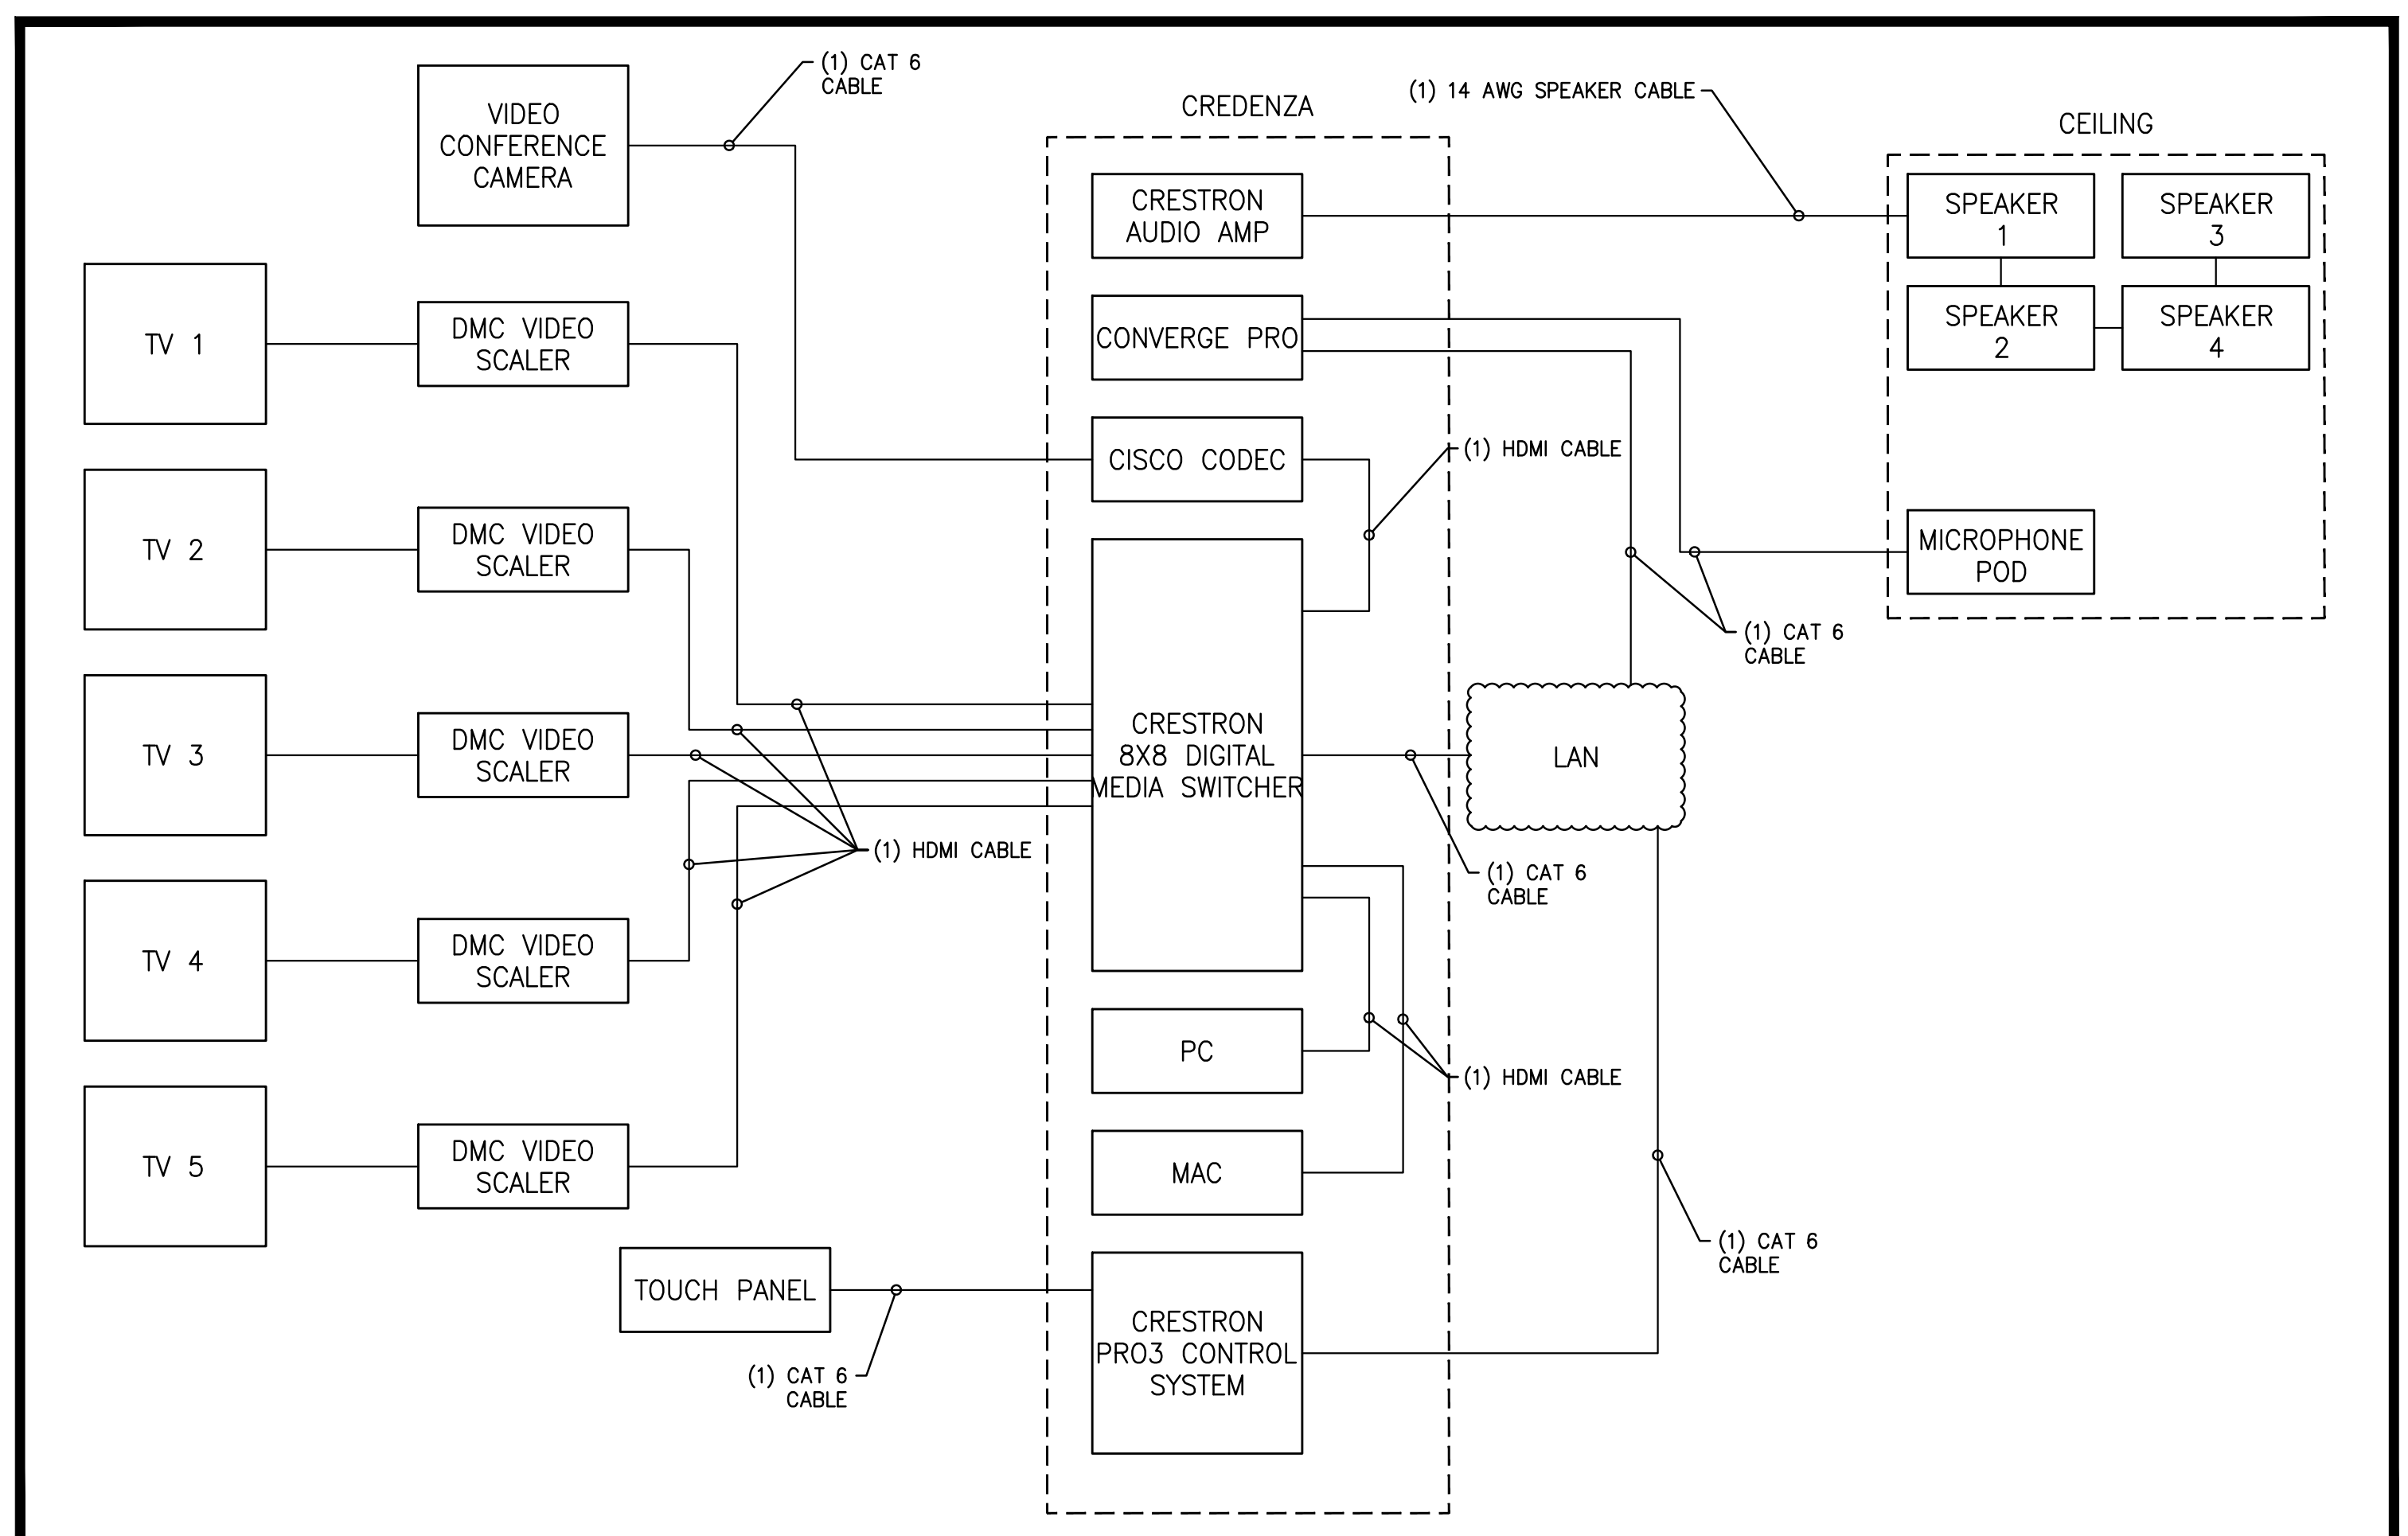 (1) CAT 6
CABLE
VIDEO
CONFERENCE
CAMERA
CREDENZA
(1) 14 AWG SPEAKER CABLE
CEILING
CRESTRON
AUDIO AMP
SPEAKER
1
SPEAKER
3
SPEAKER
2
SPEAKER
4
TV 1
DMC VIDEO
SCALER
CONVERGE PRO
CISCO CODEC
(1) HDMI CABLE
TV 2
DMC VIDEO
SCALER
MICROPHONE
POD
(1) CAT 6
CABLE
TV 3
DMC VIDEO
SCALER
CRESTRON
8X8 DIGITAL
MEDIA SWITCHER
LAN
(1) HDMI CABLE
(1) CAT 6
CABLE
TV 4
DMC VIDEO
SCALER
PC
(1) HDMI CABLE
TV 5
DMC VIDEO
SCALER
MAC
(1) CAT 6
CABLE
TOUCH PANEL
(1) CAT 6
CABLE
CRESTRON
PRO3 CONTROL
SYSTEM